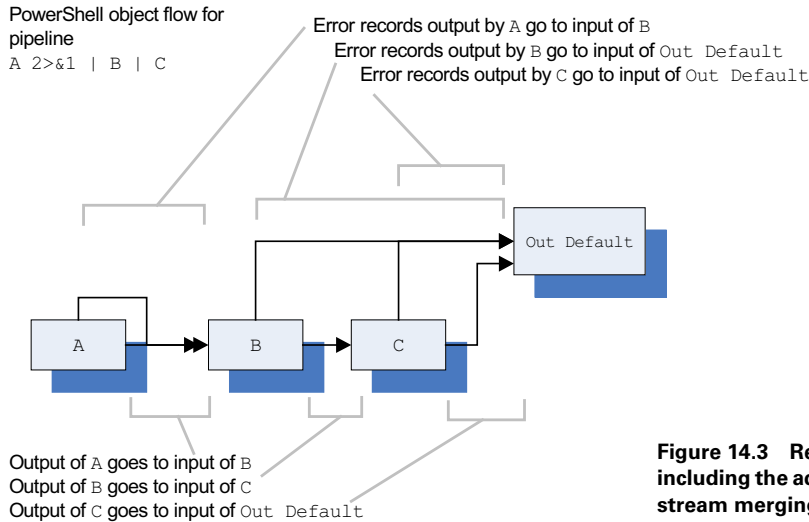 PowerShell object flow for
pipeline
A 2>&1 | B | C
Error records output by A go to input of B
Error records output by B go to input of Out Default
Error records output by C go to input of Out Default
Out Default
A
B
C
Output of A goes to input of B
Output of B goes to input of C
Output of C goes to input of Out Default
Figure 14.3 Re
including the ac
stream merging